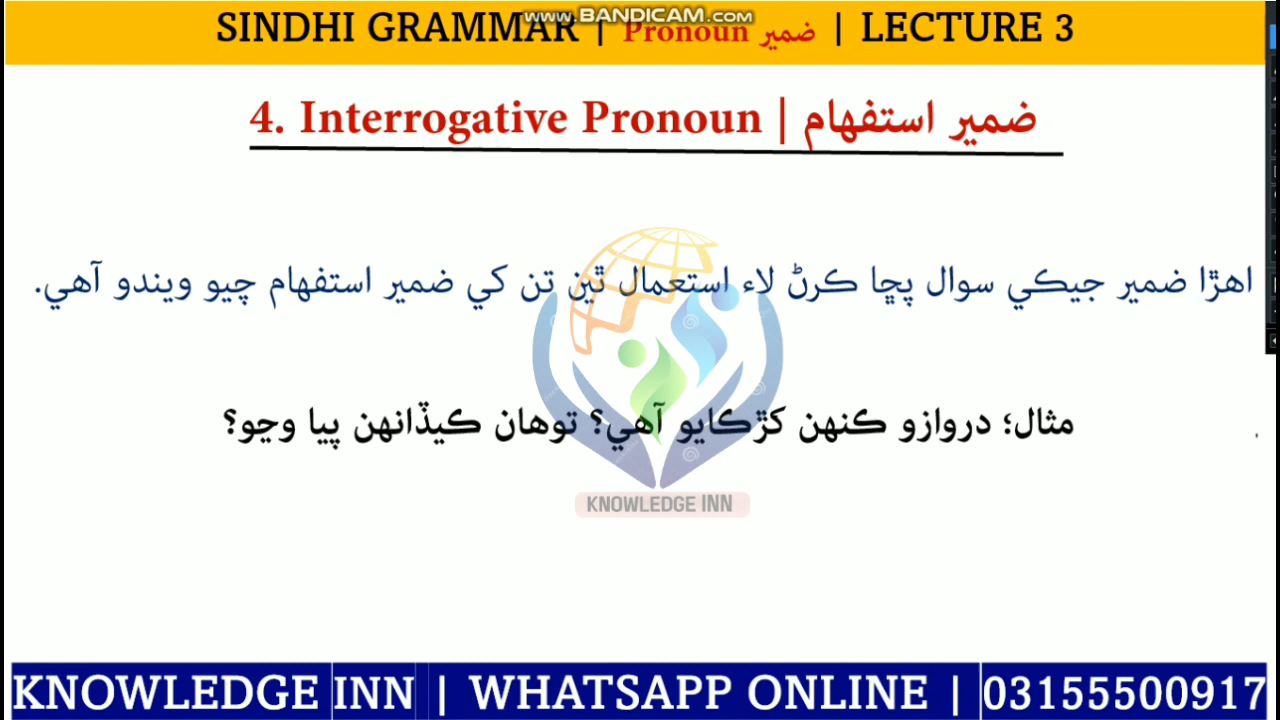 www.BANDICAM.com
SINDHI GRAMMAR | Pronoun ضمير | LECTURE 3
4. Interrogative Pronoun | ضمير استفهام
اهڙا ضمير جيڪي سوال پڇا ڪرڻ لاء استعمال ٿين تن کي ضمير استفهام چيو ويندو آهي.
مثال؛ دروازو ڪنهن کڙڪايو آهي؟ توهان ڪيڏانهن پيا وڃو؟
KNOWLEDGE INN
KNOWLEDGE INN | WHATSAPP ONLINE | 03155500917